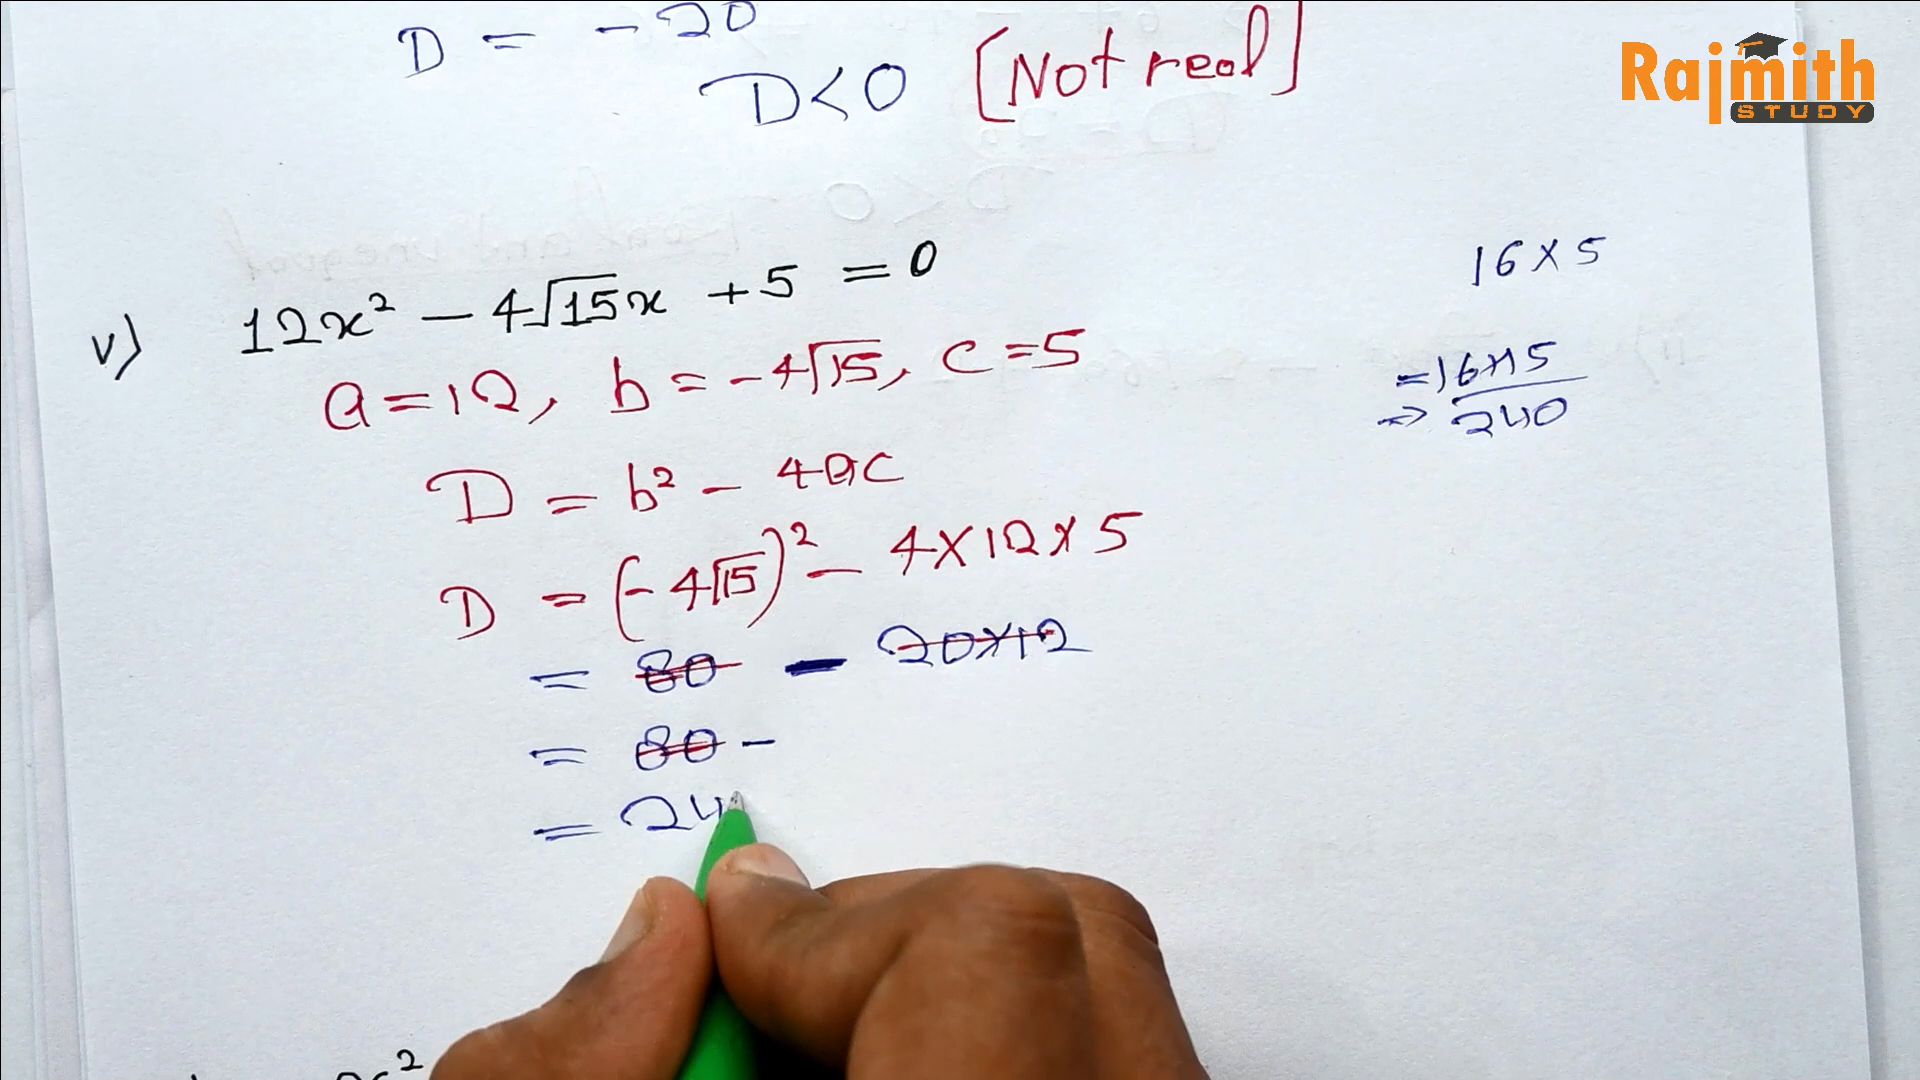 D = -20
D<0 [Not real]
Rajmith
STUDY
v) 12x² - 4√15x + 5 = 0
a=12, b = -4√15, c=5
D = b² - 4ac
D = (-4√15)² - 4×12×5
= 80 - 20×12
= 80 -
= 24
16×5
=16×15
→ 240